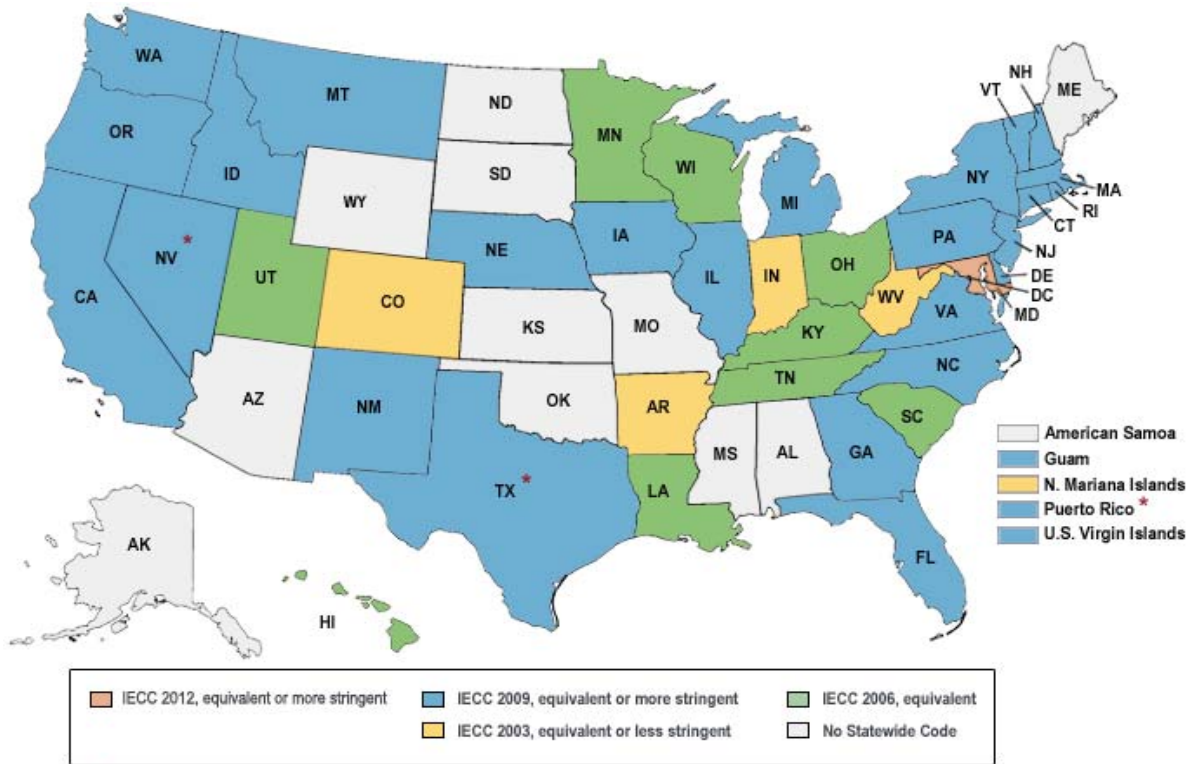 WA
MT
ND
MN
VT
NH
ME
OR
ID
SD
WI
NY
MA
RI
CT
WY
MI
NV *
NE
IA
PA
NJ
CA
UT
CO
IL
IN
OH
DE
DC
MD
WV
VA
KS
MO
KY
NC
TN
AZ
NM
OK
AR
SC
MS
AL
GA
TX *
LA
FL
AK
HI
American Samoa
Guam
N. Mariana Islands
Puerto Rico *
U.S. Virgin Islands
IECC 2012, equivalent or more stringent
IECC 2009, equivalent or more stringent
IECC 2006, equivalent
IECC 2003, equivalent or less stringent
No Statewide Code